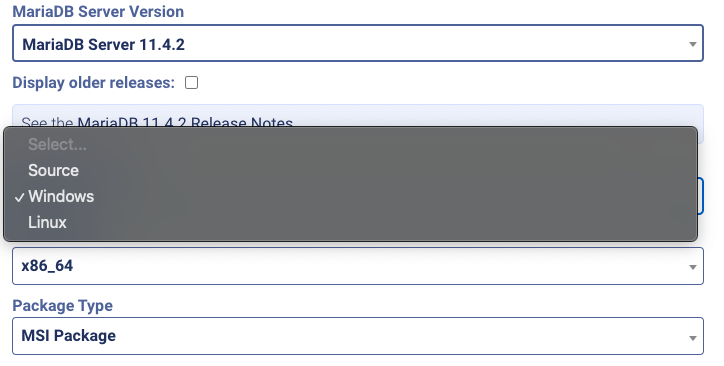 MariaDB Server Version
MariaDB Server 11.4.2
Display older releases:
See the MariaDB 11.4.2 Release Notes
Select...
Source
✓ Windows
Linux
x86_64
Package Type
MSI Package